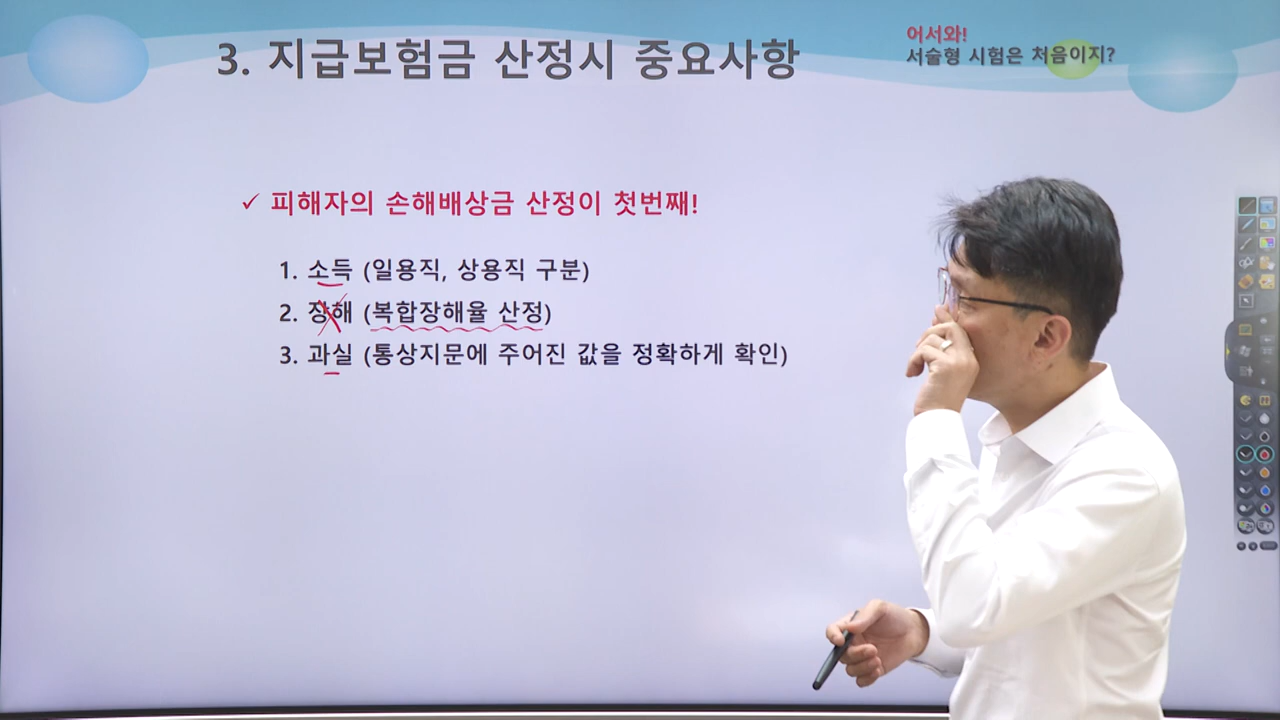 3. 지급보험금 산정시 중요사항
어서와!
서술형 시험은 처음이지?
✓ 피해자의 손해배상금 산정이 첫번째!
1. 소득 (일용직, 상용직 구분)
2. 장해 (복합장해율 산정)
3. 과실 (통상지문에 주어진 값을 정확하게 확인)